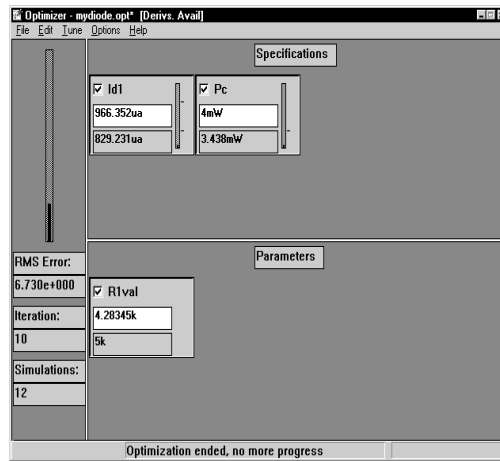 Optimizer - mydiode.opt* [Derivs. Avail]
File Edit Tune Options Help
Specifications
Id1
Pc
966.352ua
4mW
829.231ua
3.438mW
RMS Error:
6.730e+000
Iteration:
10
Simulations:
12
Parameters
R1val
4.28345k
5k
Optimization ended, no more progress